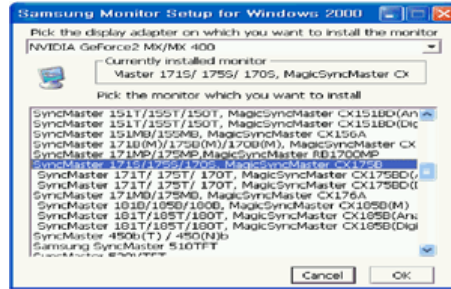 Samsung Monitor Setup for Windows 2000
Pick the display adapter on which you want to install the monitor
NVIDIA GeForce2 MX/MX 400
Currently installed monitor
Master 171S/ 175S/ 170S, MagicSyncMaster CX
Pick the monitor which you want to install
SyncMaster 151T/155T/150T, MagicSyncMaster CX151BD(An
SyncMaster 151T/155T/150T, MagicSyncMaster CX151BD(Dig
SyncMaster 151MB/155MB, MagicSyncMaster CX156A
SyncMaster 171B(M)/175B(M)/170B(M), MagicSyncMaster CX
SyncMaster 171MP/175MP,MagicSyncMaster RB1700MP
SyncMaster 171S/175S/170S, MagicSyncMaster CX175B
SyncMaster 171T/ 175T/ 170T, MagicSyncMaster CX175BD(/
SyncMaster 171T/ 175T/ 170T, MagicSyncMaster CX175BD(I
SyncMaster 171MB/175MB, MagicSyncMaster CX176A
SyncMaster 181B/185B/180B, MagicSyncMaster CX185B(M)
SyncMaster 181T/185T/180T, MagicSyncMaster CX185B(Ana
SyncMaster 181T/185T/180T, MagicSyncMaster CX185B(Digi
SyncMaster 450b(T) / 450(N)b
Samsung SyncMaster 510TFT
Cancel OK